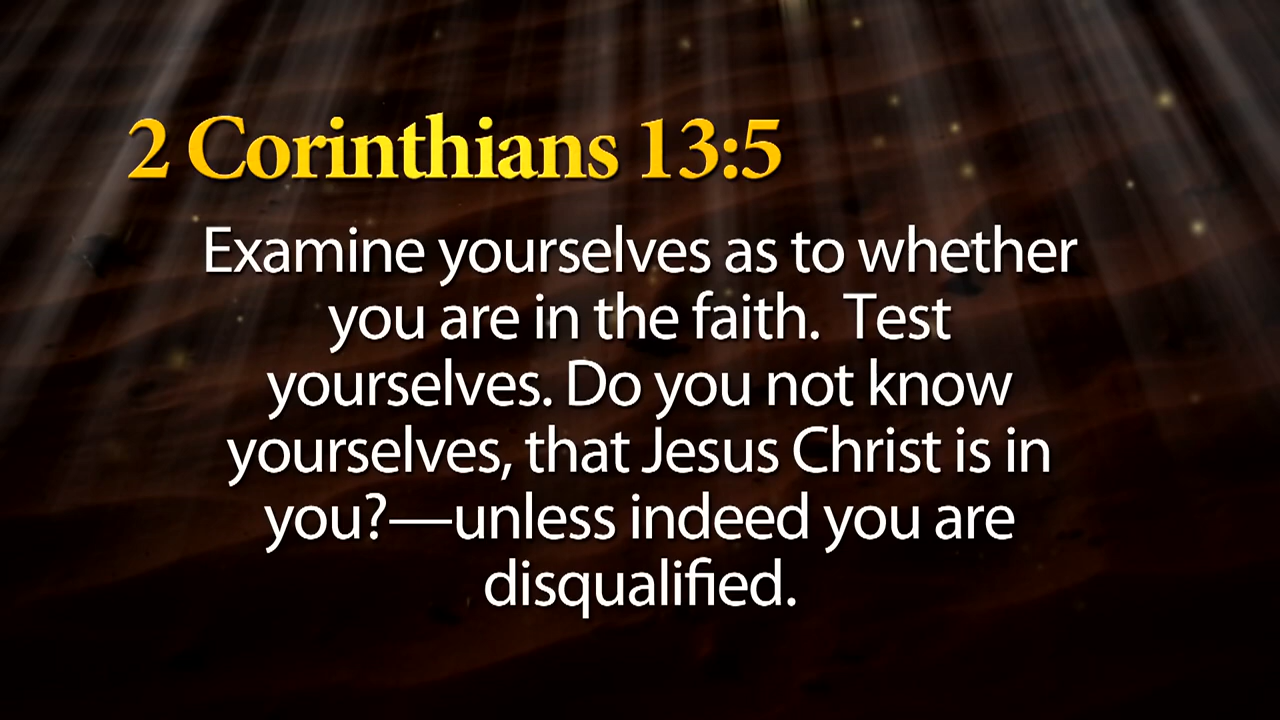 2 Corinthians 13:5
Examine yourselves as to whether
you are in the faith.  Test
yourselves. Do you not know
yourselves, that Jesus Christ is in
you?—unless indeed you are
disqualified.